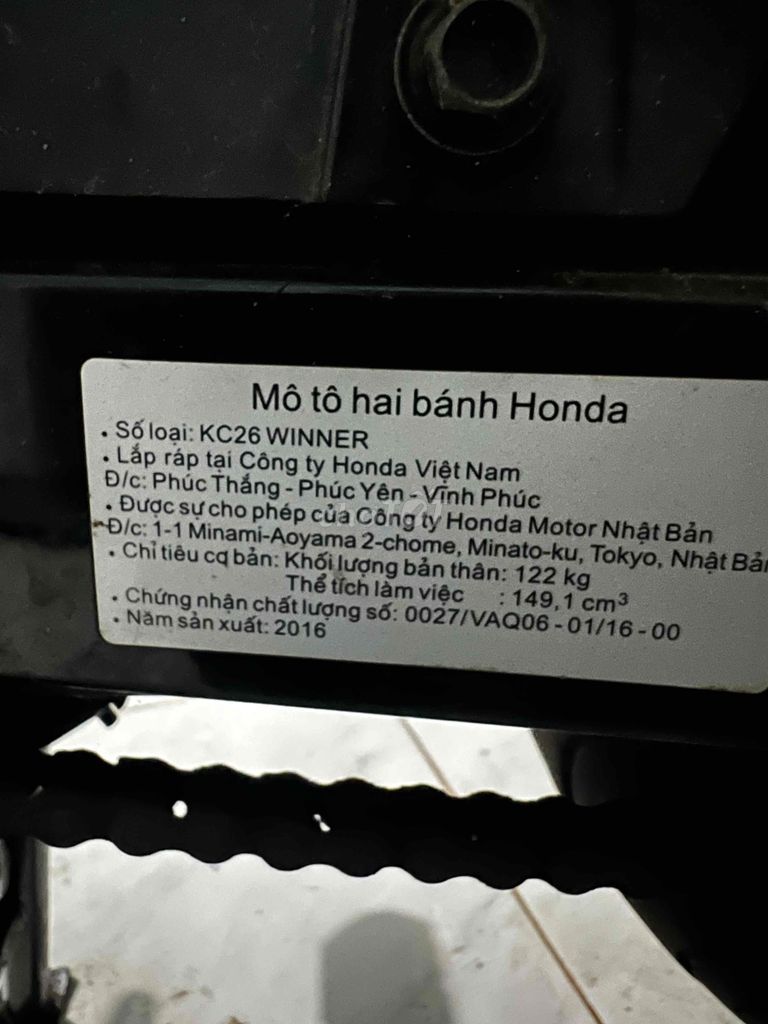 Mô tô hai bánh Honda
• Số loại: KC26 WINNER
• Lắp ráp tại Công ty Honda Việt Nam
Đ/c: Phúc Thắng - Phúc Yên - Vĩnh Phúc
• Được sự cho phép của Công ty Honda Motor Nhật Bản
Đ/c: 1-1 Minami-Aoyama 2-chome, Minato-ku, Tokyo, Nhật Bản
• Chỉ tiêu cơ bản: Khối lượng bản thân: 122 kg
Thể tích làm việc : 149,1 cm³
• Chứng nhận chất lượng số: 0027/VAQ06 - 01/16 - 00
• Năm sản xuất: 2016